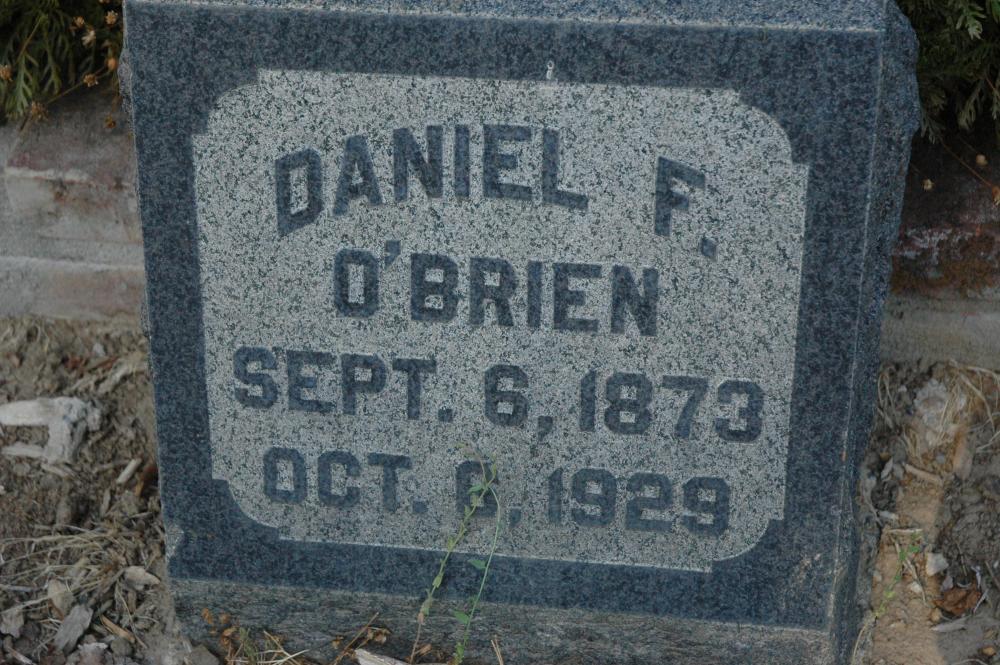 DANIEL F.
O'BRIEN
SEPT. 6, 1873
OCT. 6, 1929